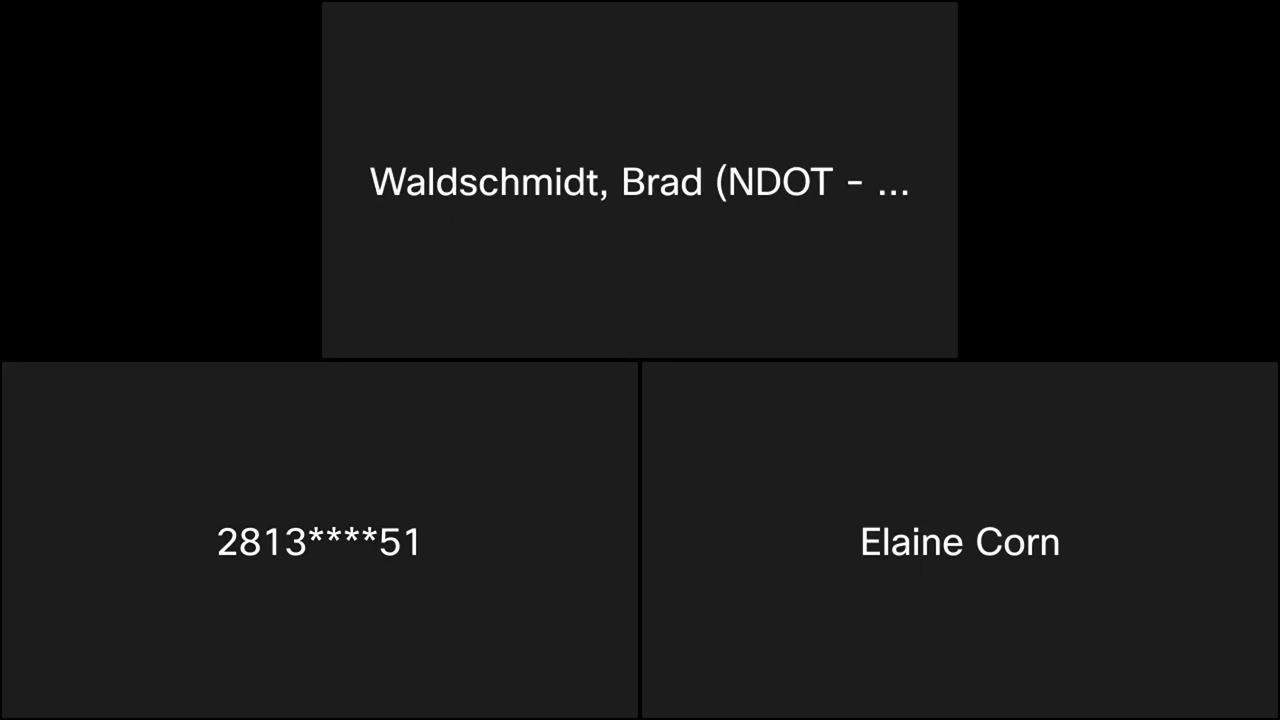 Waldschmidt, Brad (NDOT - ...
2813****51
Elaine Corn